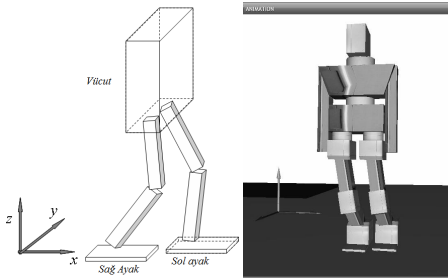 ANIMATION
Vücut
z
y
x
Sağ Ayak
Sol ayak